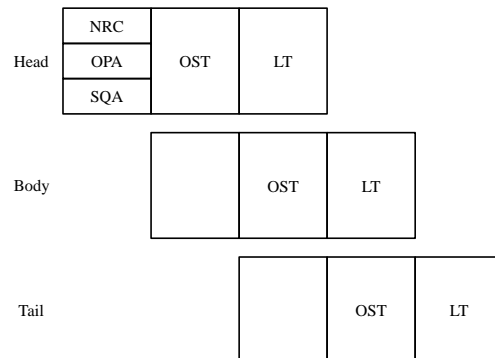 NRC
Head OPA OST LT
SQA
Body OST LT
Tail OST LT